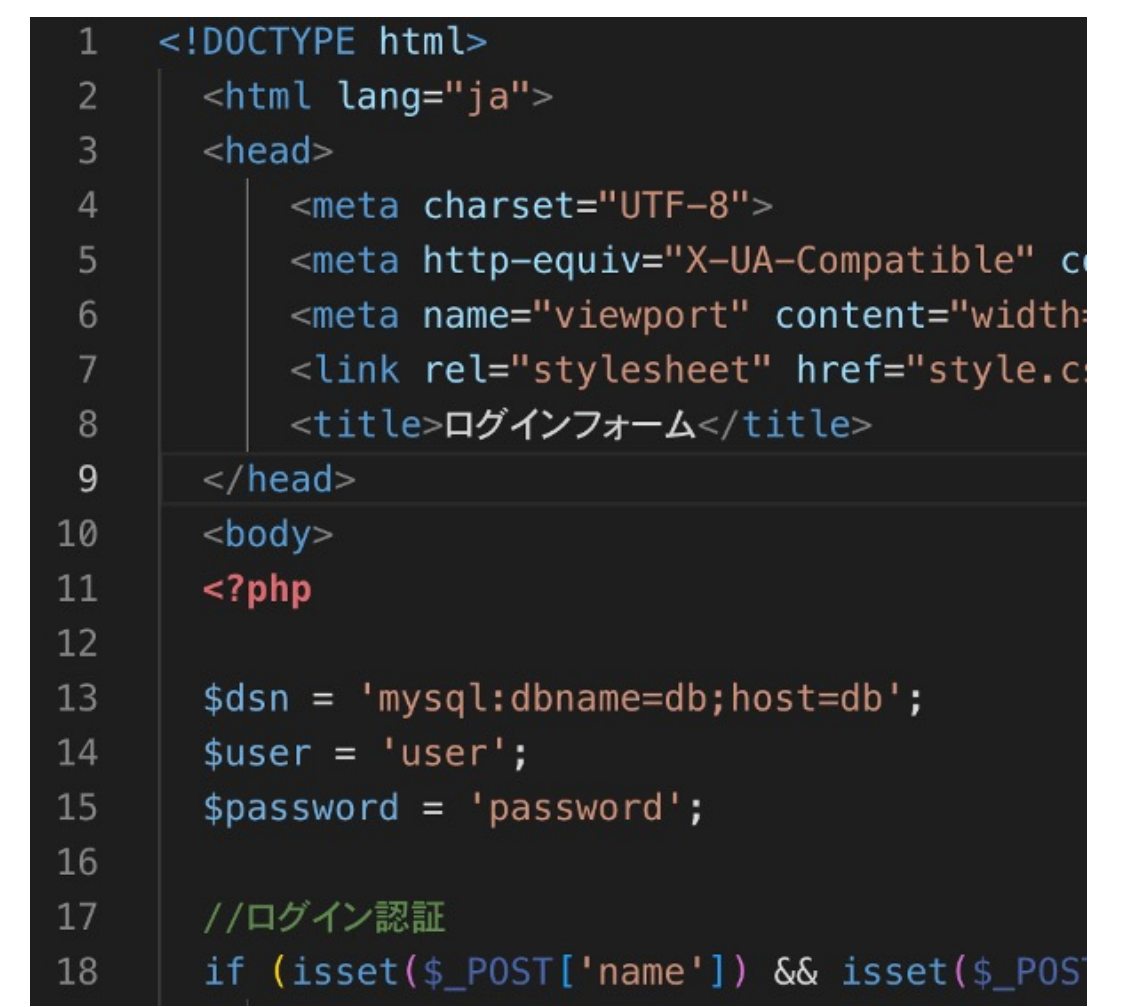 1 <!DOCTYPE html>
2 <html lang="ja">
3 <head>
4 <meta charset="UTF-8">
5 <meta http-equiv="X-UA-Compatible"
6 <meta name="viewport" content="width=
7 <link rel="stylesheet" href="style.
8 <title>ログインフォーム</title>
9 </head>
10 <body>
11 <?php
12
13 $dsn = 'mysql:dbname=db;host=db';
14 $user = 'user';
15 $password = 'password';
16
17 //ログイン認証
18 if (isset($_POST['name']) && isset($_POS